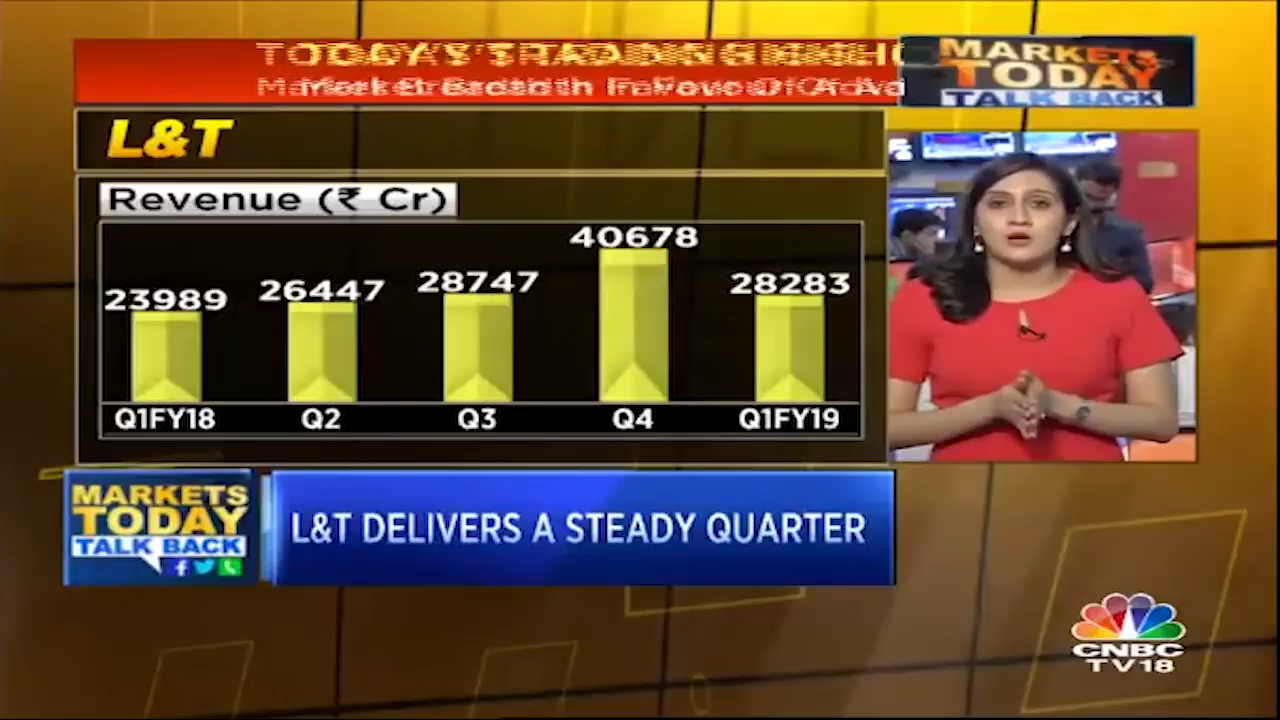 MARKETS
TODAY
TALK BACK
L&T
Revenue (₹ Cr)
23989
26447
28747
40678
28283
Q1FY18
Q2
Q3
Q4
Q1FY19
MARKETS
TODAY
TALK BACK
L&T DELIVERS A STEADY QUARTER
CNBC
TV18